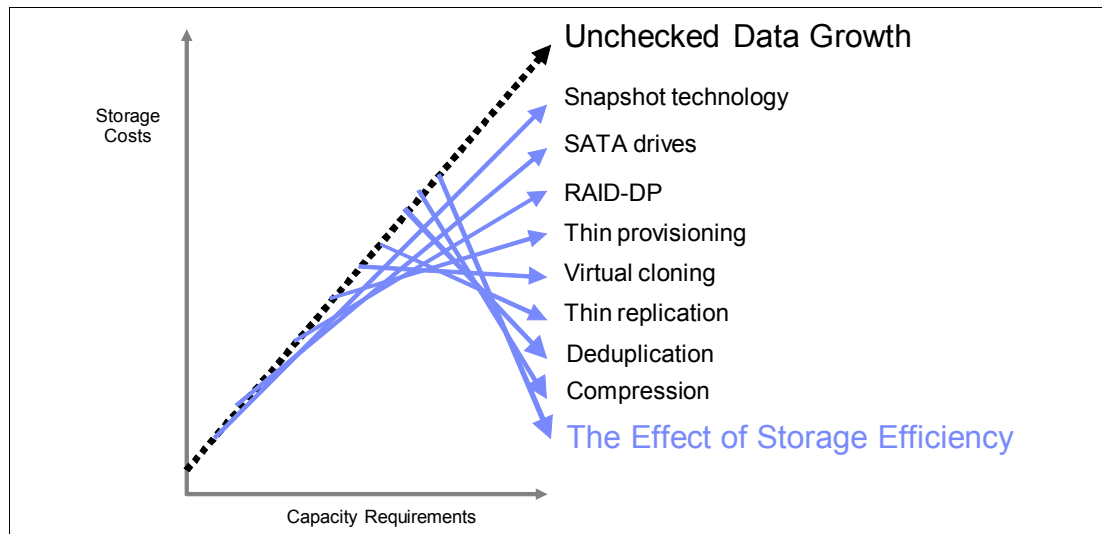 Unchecked Data Growth
Storage
Costs
Snapshot technology
SATA drives
RAID-DP
Thin provisioning
Virtual cloning
Thin replication
Deduplication
Compression
The Effect of Storage Efficiency
Capacity Requirements